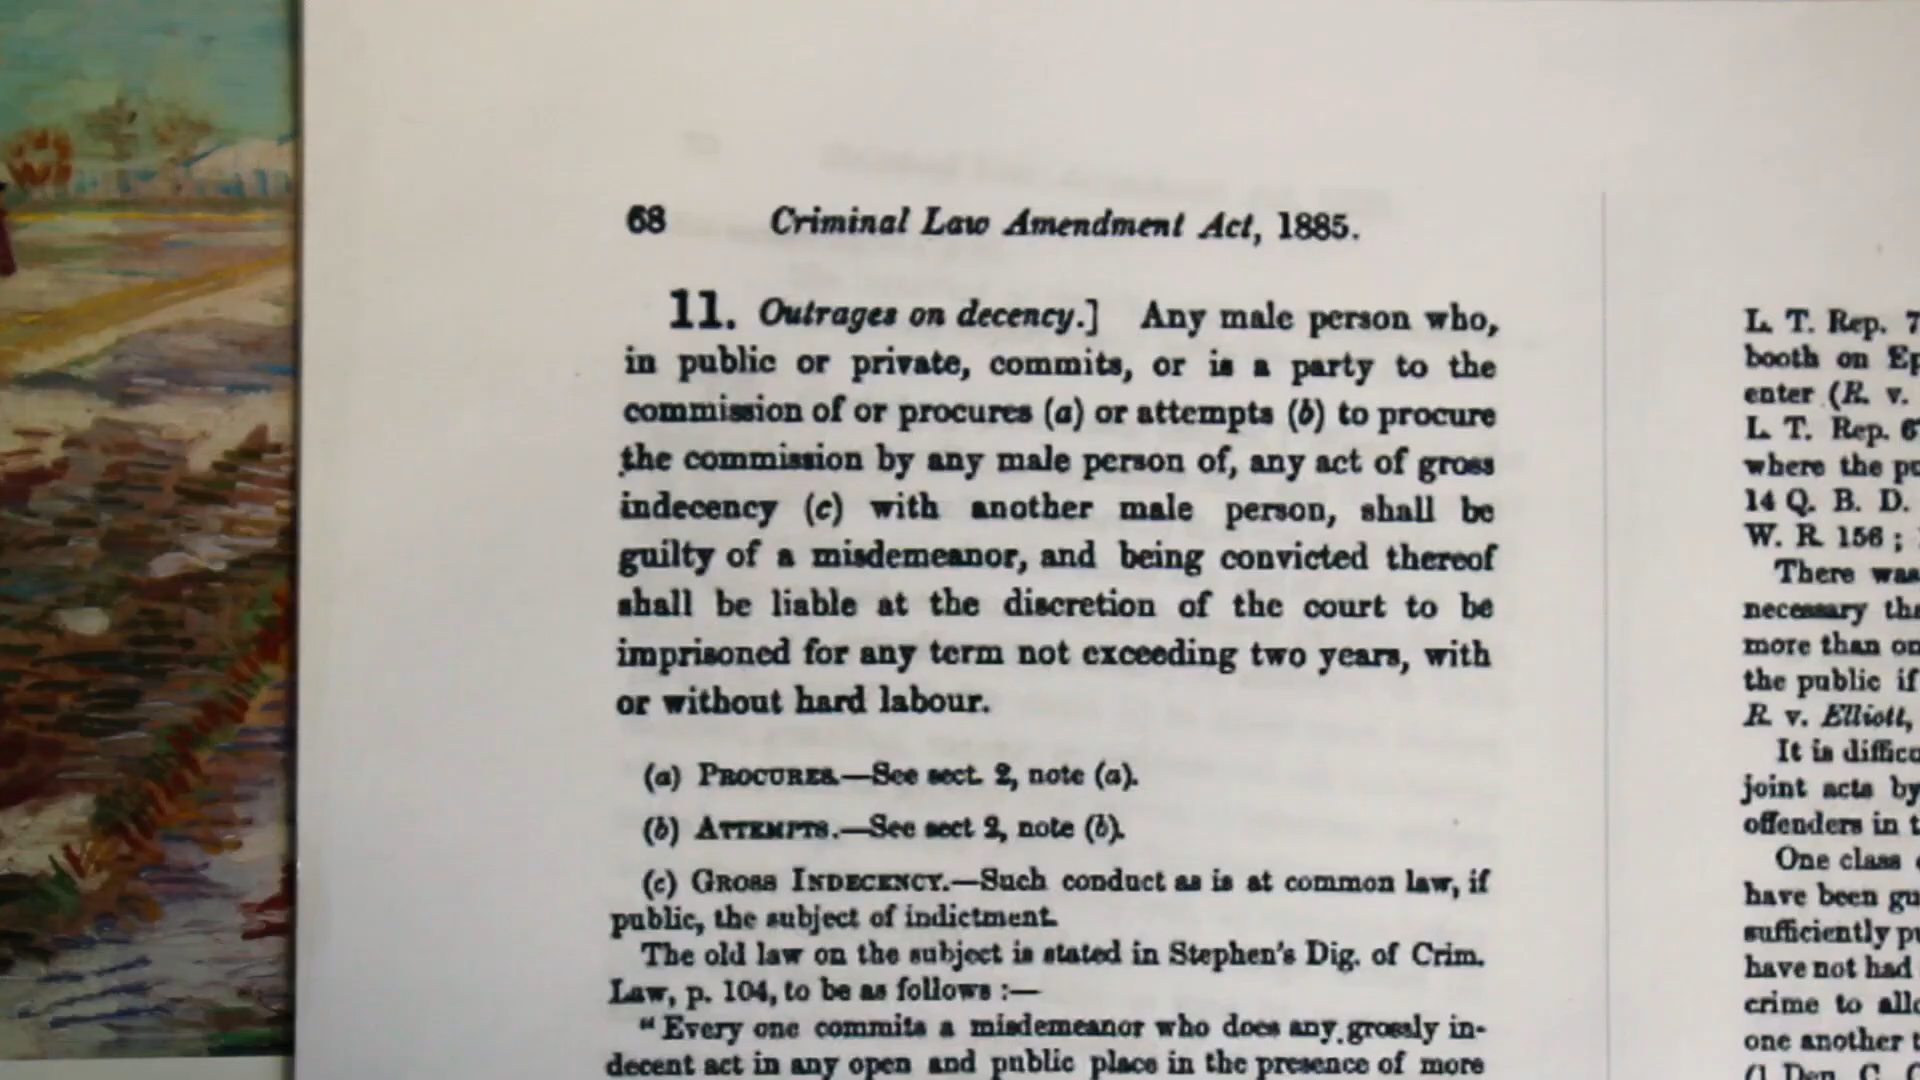 68 Criminal Law Amendment Act, 1885.
11. Outrages on decency.] Any male person who,
in public or private, commits, or is a party to the
commission of or procures (a) or attempts (b) to procure
the commission by any male person of, any act of gross
indecency (c) with another male person, shall be
guilty of a misdemeanor, and being convicted thereof
shall be liable at the discretion of the court to be
imprisoned for any term not exceeding two years, with
or without hard labour.
(a) PROCURES.—See sect. 2, note (a).
(b) ATTEMPTS.—See sect 2, note (b).
(c) GROSS INDECENCY.—Such conduct as is at common law, if
public, the subject of indictment.
The old law on the subject is stated in Stephen's Dig. of Crim.
Law, p. 104, to be as follows :—
"Every one commits a misdemeanor who does any grossly in-
decent act in any open and public place in the presence of more
L. T. Rep. 7
booth on Ep
enter (R. v.
L. T. Rep. 6
where the
14 Q. B. D.
W. R. 156 ;
There was
necessary
more than
the public if
R. v. Elliott,
It is
joint acts by
offenders in
One class
have been
sufficiently
have not had
crime to
one another